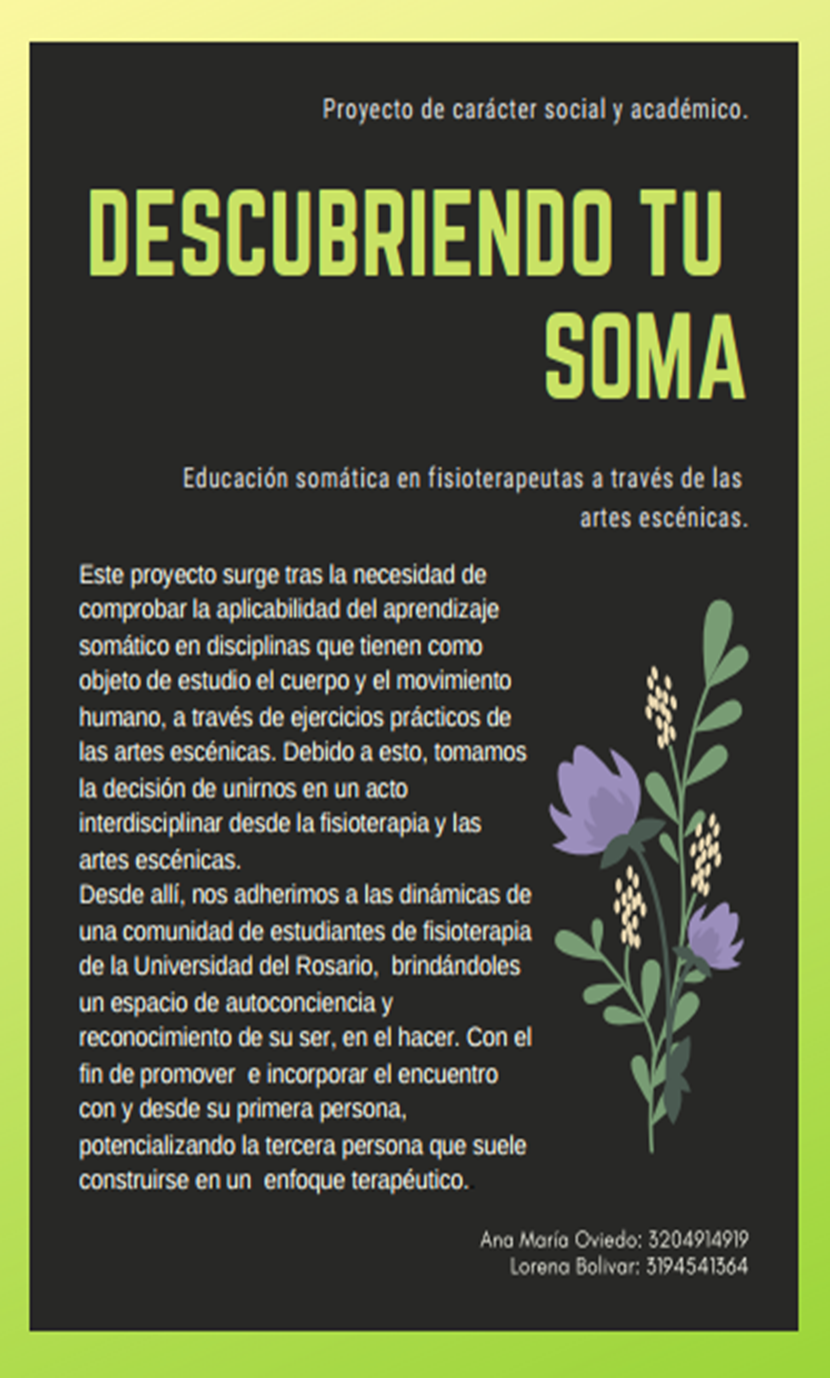 Proyecto de carácter social y académico.
DESCUBRIENDO TU
SOMA
Educación somática en fisioterapeutas a través de las
artes escénicas.
Este proyecto surge tras la necesidad de
comprobar la aplicabilidad del aprendizaje
somático en disciplinas que tienen como
objeto de estudio el cuerpo y el movimiento
humano, a través de ejercicios prácticos de
las artes escénicas. Debido a esto, tomamos
la decisión de unirnos en un acto
interdisciplinar desde la fisioterapia y las
artes escénicas.
Desde allí, nos adherimos a las dinámicas de
una comunidad de estudiantes de fisioterapia
de la Universidad del Rosario, brindándoles
un espacio de autoconciencia y
reconocimiento de su ser, en el hacer. Con el
fin de promover e incorporar el encuentro
con y desde su primera persona,
potencializando la tercera persona que suele
construirse en un enfoque terapéutico.
Ana María Oviedo: 3204914919
Lorena Bolivar: 3194541364